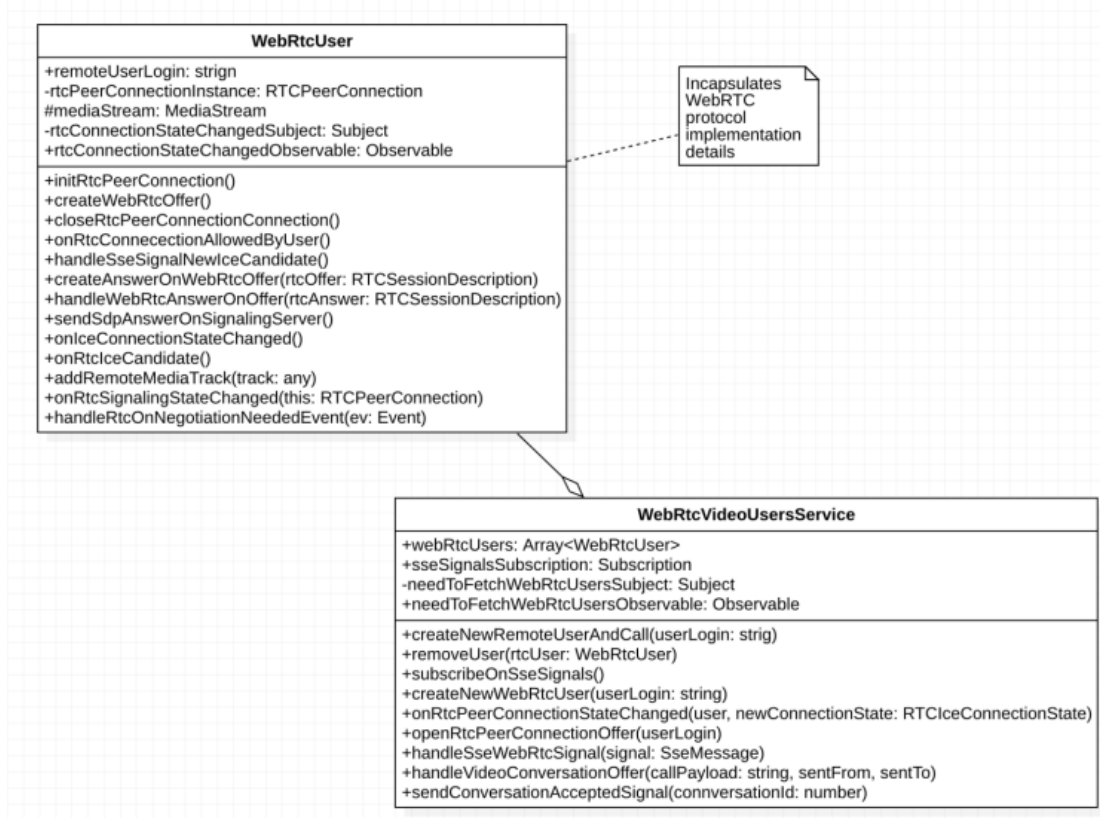 WebRtcUser
+remoteUserLogin: strign
-rtcPeerConnectionInstance: RTCPeerConnection
#mediaStream: MediaStream
-rtcConnectionStateChangedSubject: Subject
+rtcConnectionStateChangedObservable: Observable
+initRtcPeerConnection()
+createWebRtcOffer()
+closeRtcPeerConnectionConnection()
+onRtcConnecectionAllowedByUser()
+handleSseSignalNewIceCandidate()
+createAnswerOnWebRtcOffer(rtcOffer: RTCSessionDescription)
+handleWebRtcAnswerOnOffer(rtcAnswer: RTCSessionDescription)
+sendSdpAnswerOnSignalingServer()
+onIceConnectionStateChanged()
+onRtcIceCandidate()
+addRemoteMediaTrack(track: any)
+onRtcSignalingStateChanged(this: RTCPeerConnection)
+handleRtcOnNegotiationNeededEvent(ev: Event)
Incapsulates
WebRTC
protocol
implementation
details
WebRtcVideoUsersService
+webRtcUsers: Array<WebRtcUser>
+sseSignalsSubscription: Subscription
-needToFetchWebRtcUsersSubject: Subject
+needToFetchWebRtcUsersObservable: Observable
+createNewRemoteUserAndCall(userLogin: strig)
+removeUser(rtcUser: WebRtcUser)
+subscribeOnSseSignals()
+createNewWebRtcUser(userLogin: string)
+onRtcPeerConnectionStateChanged(user, newConnectionState: RTCIceConnectionState)
+openRtcPeerConnectionOffer(userLogin)
+handleSseWebRtcSignal(signal: SseMessage)
+handleVideoConversationOffer(callPayload: string, sentFrom, sentTo)
+sendConversationAcceptedSignal(connversationId: number)